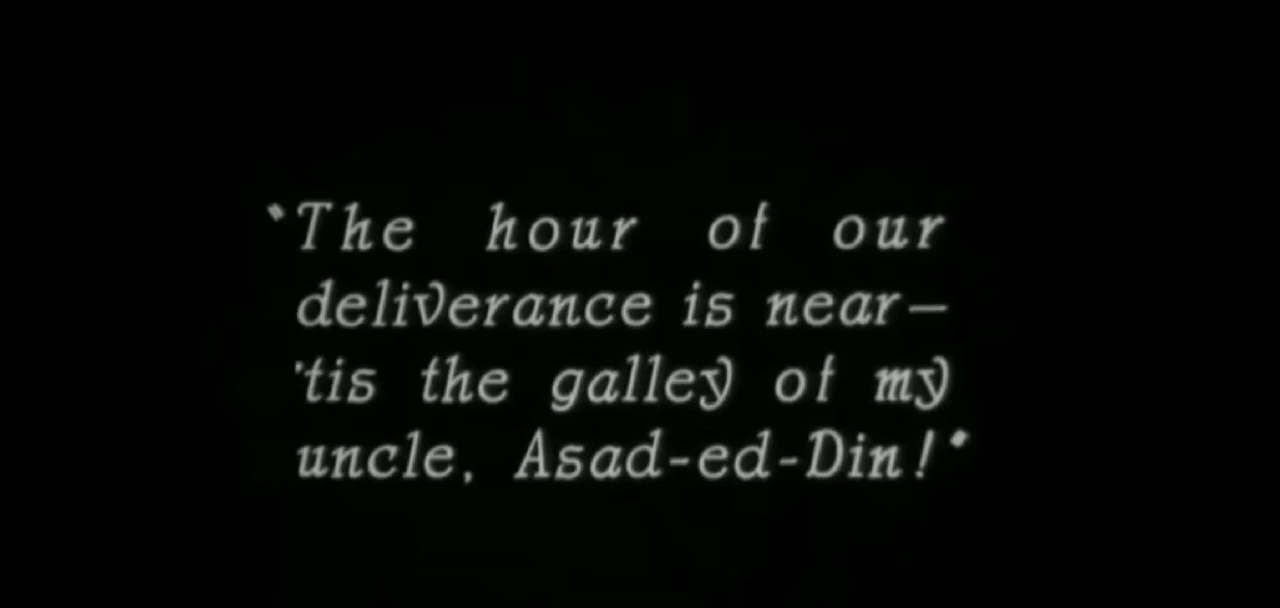 "The hour of our
deliverance is near—
'tis the galley of my
uncle, Asad-ed-Din!"